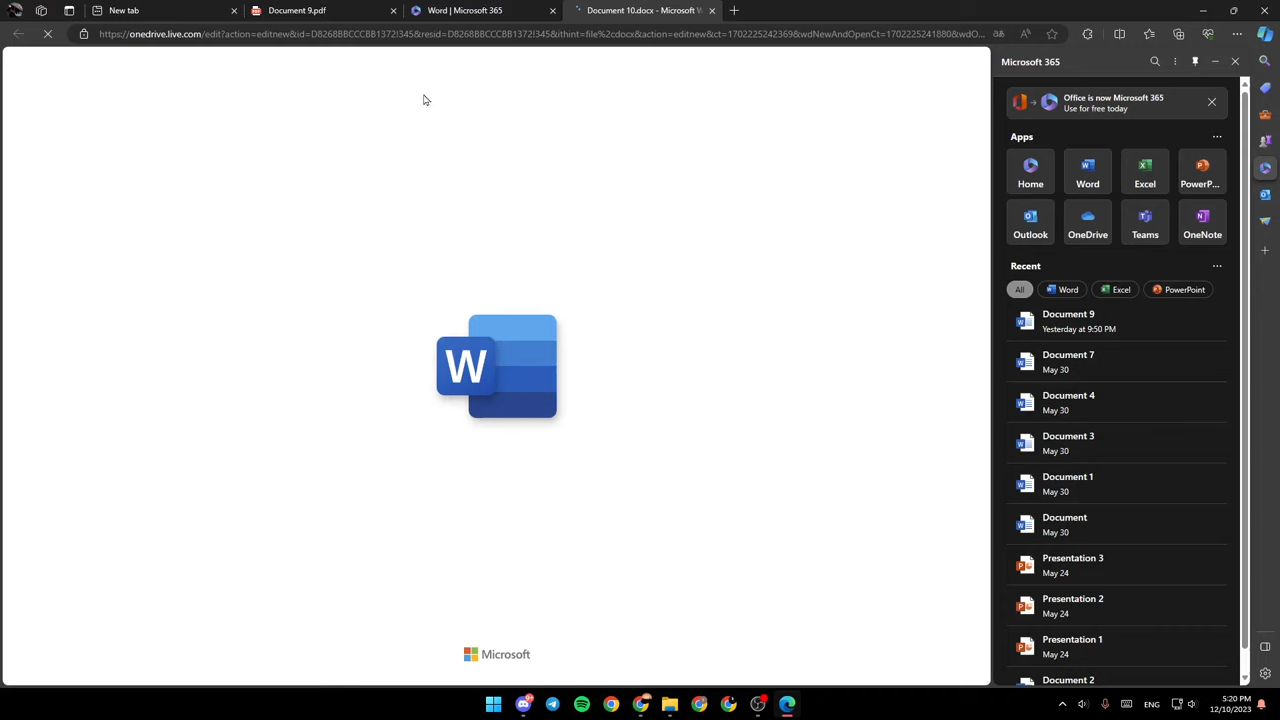 New tab
Document 9.pdf
Word | Microsoft 365
Document 10.docx - Microsoft W
https://onedrive.live.com/edit?action=editnew&id=D8268BBCCCBB1372!345&resid=D8268BBCCCBB1372!345&ithint=file%2cdocx&action=editnew&ct=1702225242369&wdNewAndOpenCt=1702225241880&wdO...
Microsoft 365
Office is now Microsoft 365
Use for free today
Apps
Home
Word
Excel
PowerP...
Outlook
OneDrive
Teams
OneNote
Recent
All
Word
Excel
PowerPoint
Document 9
Yesterday at 9:50 PM
Document 7
May 30
Document 4
May 30
Document 3
May 30
Document 1
May 30
Document
May 30
Presentation 3
May 24
Presentation 2
May 24
Presentation 1
May 24
Document 2
W
Microsoft
ENG
5:20 PM
12/10/2023